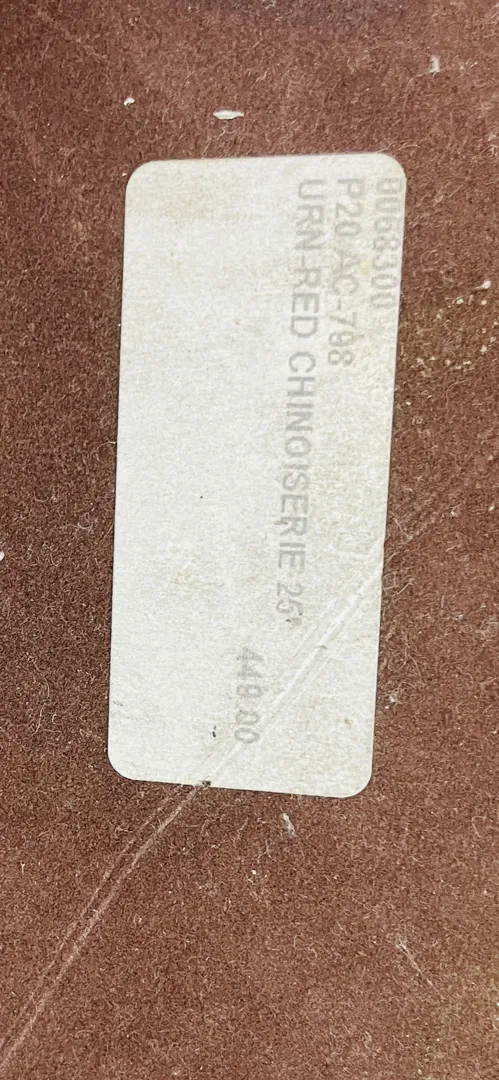 0068300
P20 AC-798
URN-RED CHINOISERIE 25"
448.00